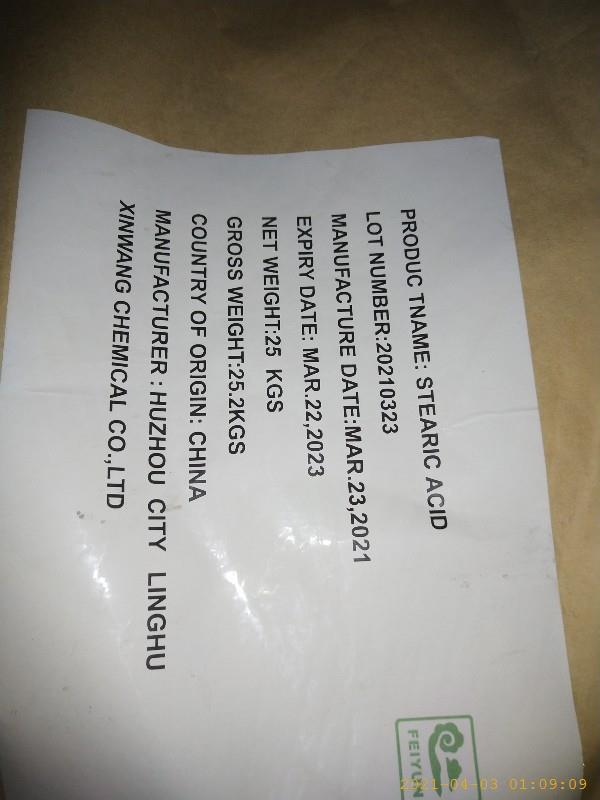 PRODUC TNAME: STEARIC ACID
LOT NUMBER:20210323
MANUFACTURE DATE:MAR.23,2021
EXPIRY DATE: MAR.22,2023
NET WEIGHT:25 KGS
GROSS WEIGHT:25.2KGS
COUNTRY OF ORIGIN: CHINA
MANUFACTURER : HUZHOU CITY LINGHU
XINWANG CHEMICAL CO.,LTD
FEIYUN
2021-04-03 01:09:09